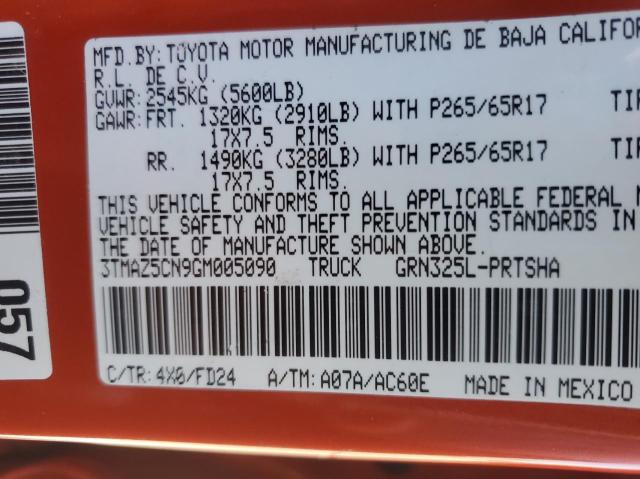 MFD.BY:TOYOTA MOTOR MANUFACTURING DE BAJA CALIFOR
R.L. DE C.V.
GVWR:2545KG (5600LB)
GAWR:FRT. 1320KG (2910LB) WITH P265/65R17 TI
17X7.5 RIMS.
RR. 1490KG (3280LB) WITH P265/65R17 TI
17X7.5 RIMS.
THIS VEHICLE CONFORMS TO ALL APPLICABLE FEDERAL M
VEHICLE SAFETY AND THEFT PREVENTION STANDARDS IN
THE DATE OF MANUFACTURE SHOWN ABOVE.
3TMAZ5CN9GM005090 TRUCK GRN325L-PRTSHA
C/TR:4X0/FD24 A/TM:A07A/AC60E MADE IN MEXICO
057